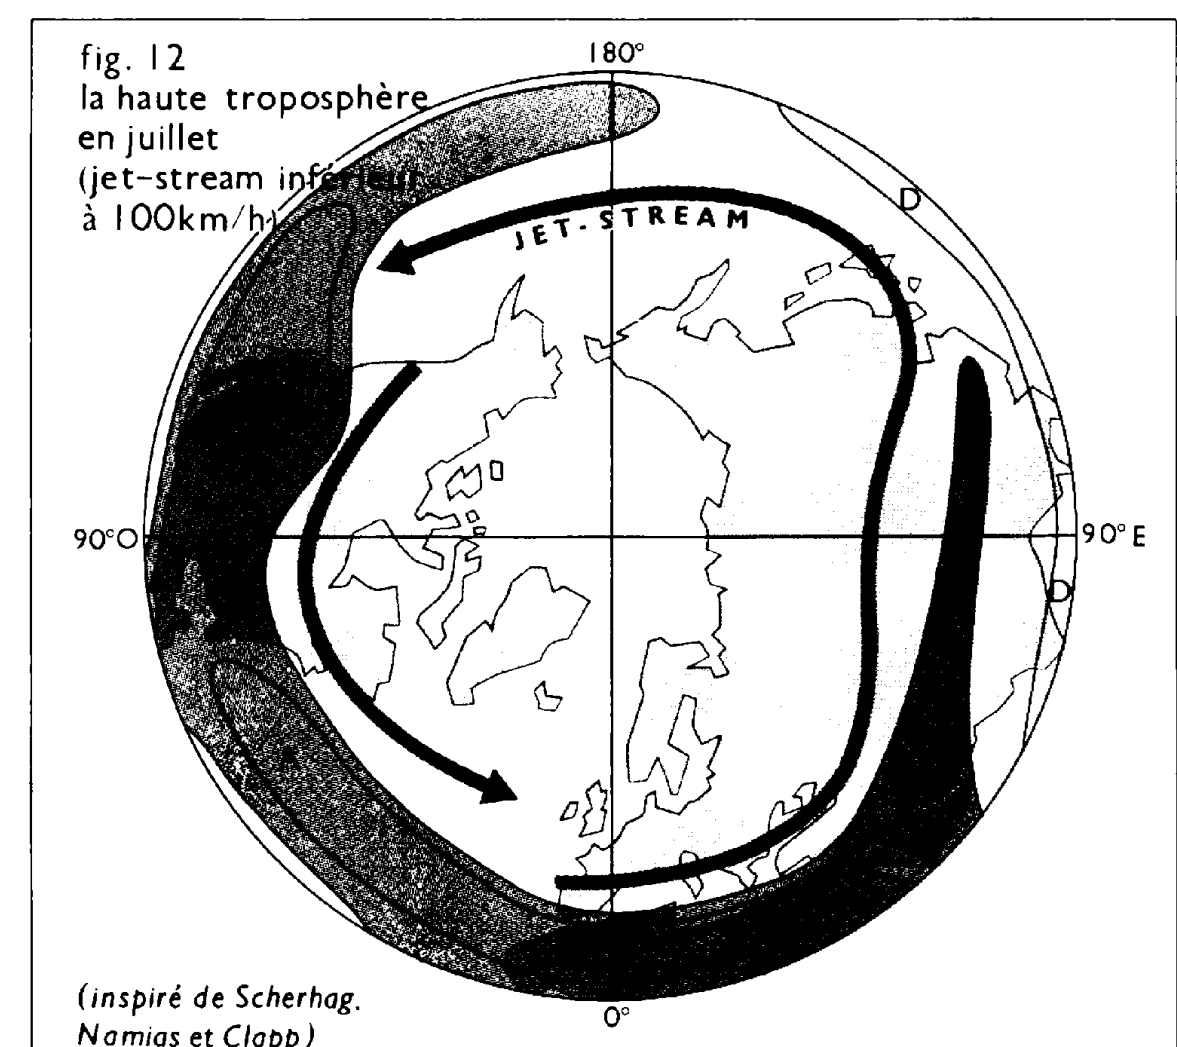 fig. 12
la haute troposphère
en juillet
(jet-stream inférieur
à 100km/h)
180°
JET-STREAM
D
90°O
90° E
D
0°
(inspiré de Scherhag.
Namias et Clapp)